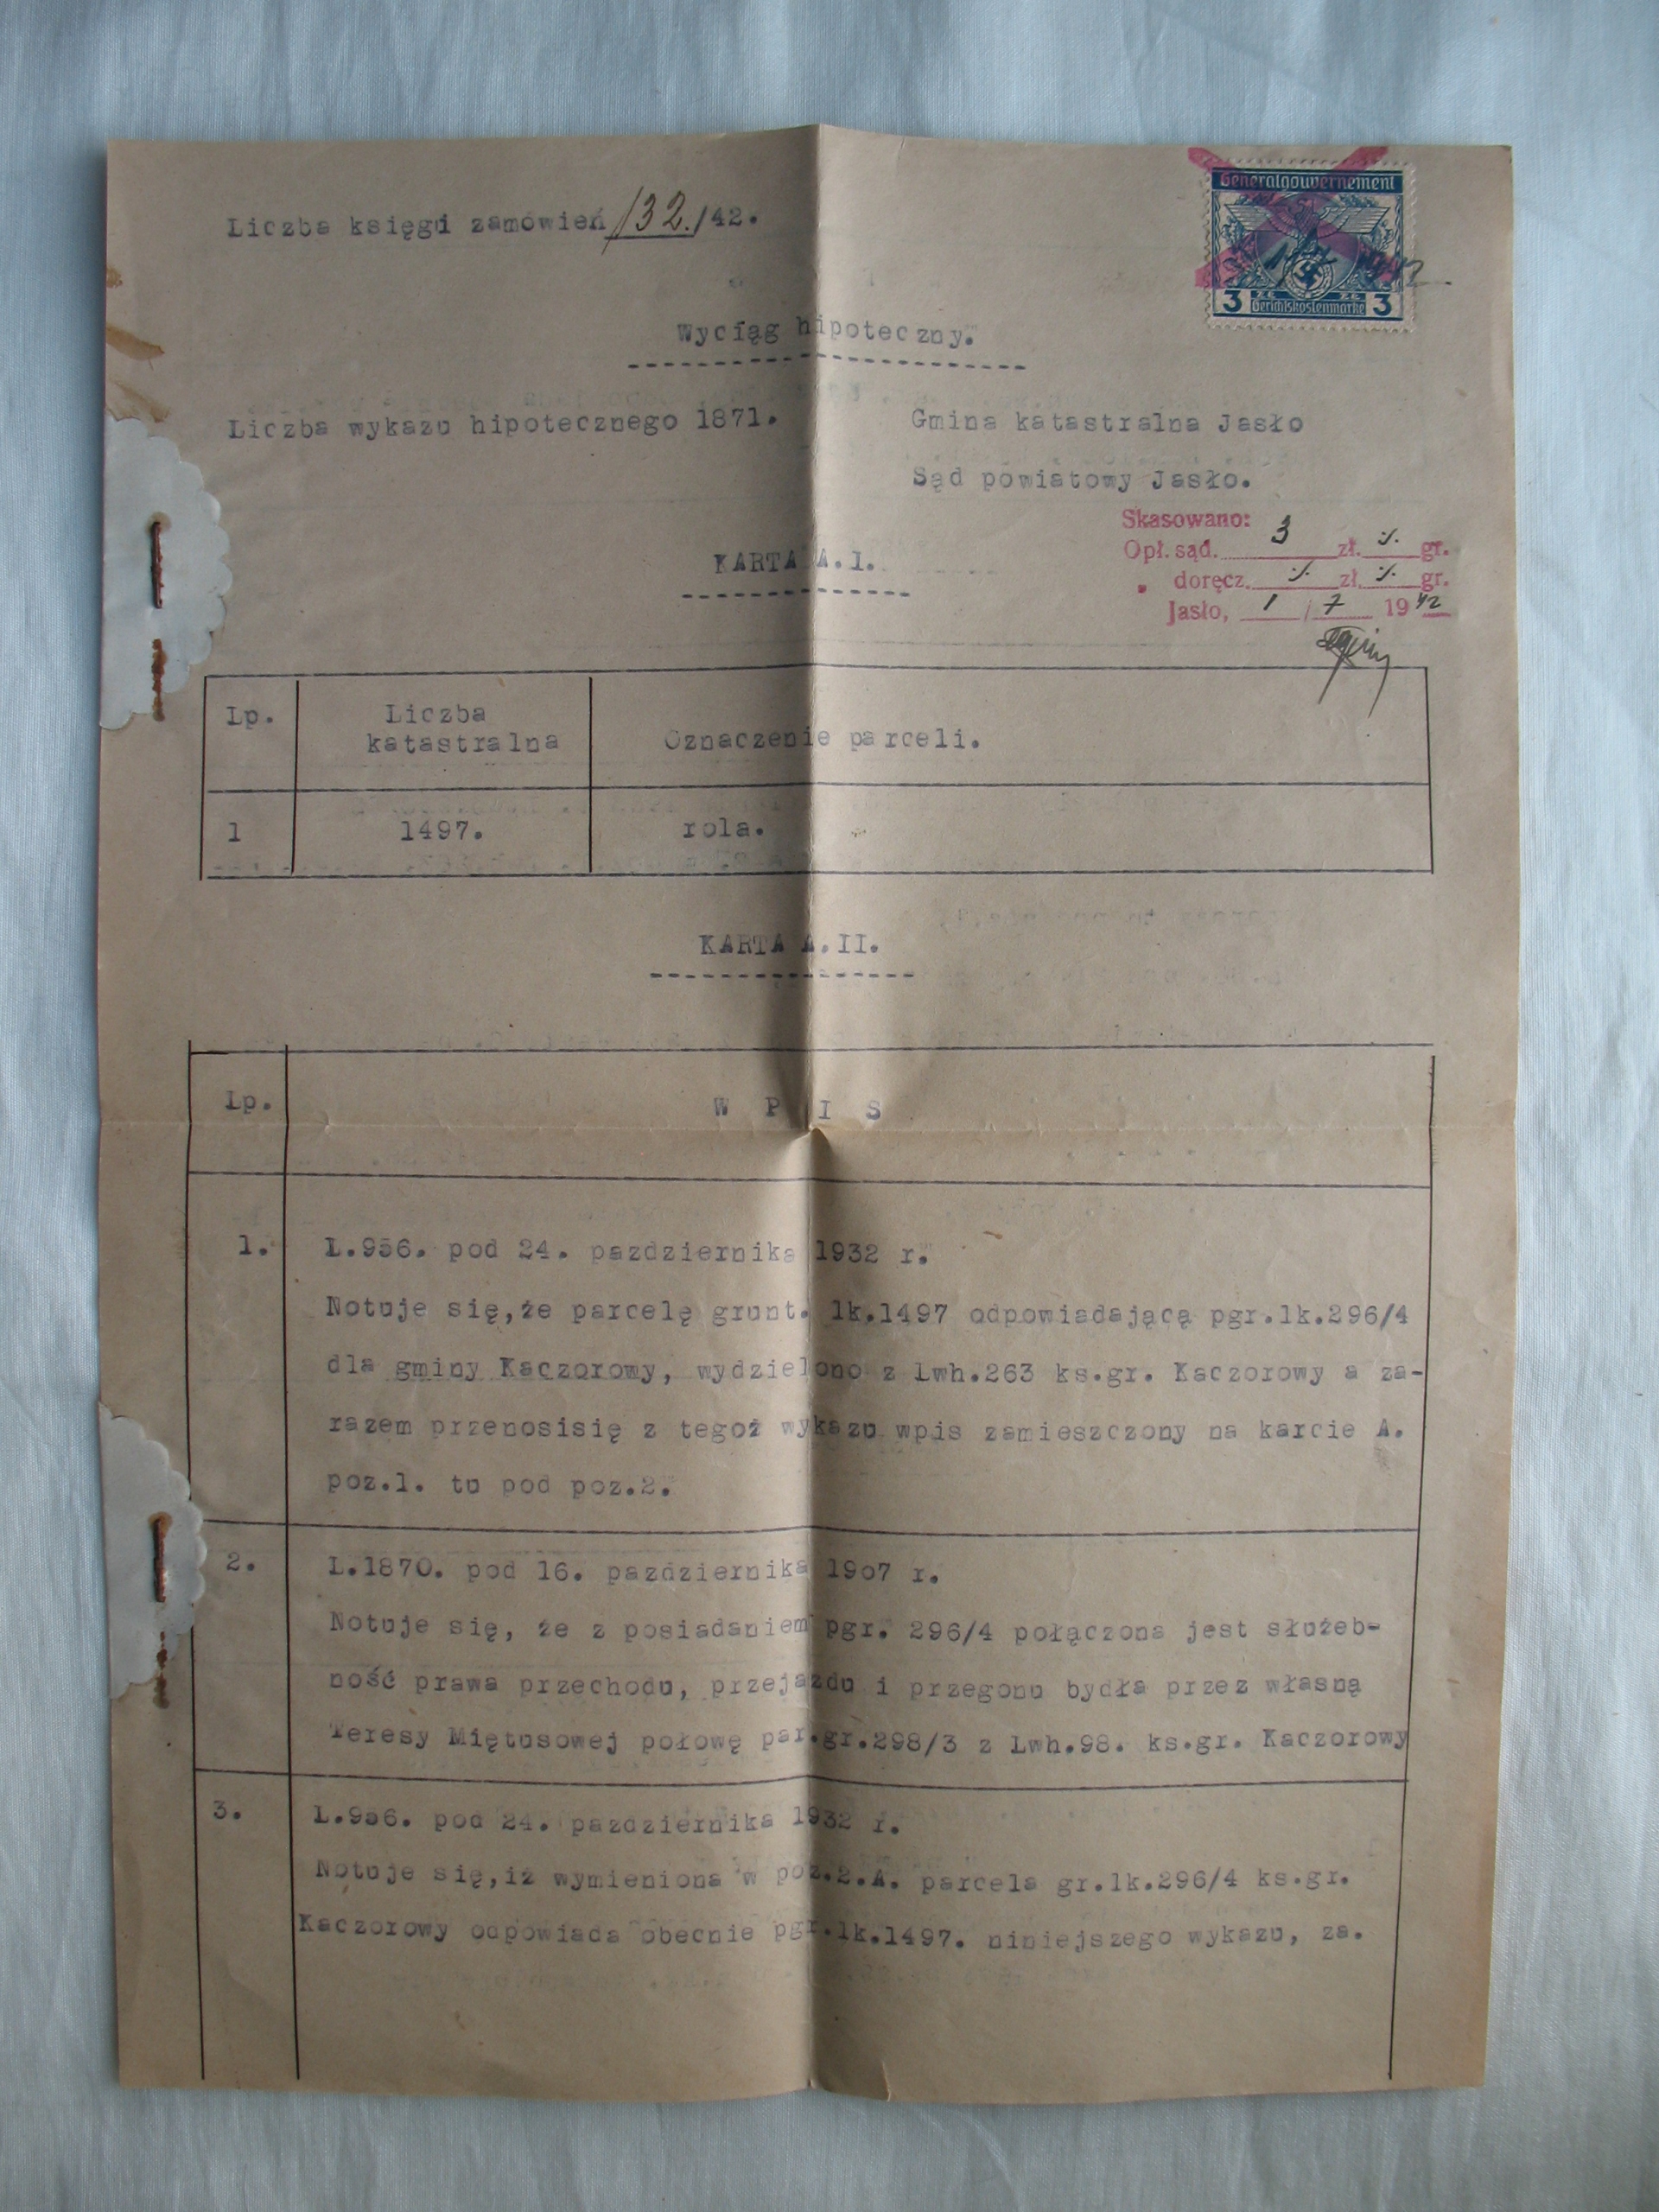 Liczba księgi zamówień 132./42.
Generalgouvernement
3 ZŁ ZŁ 3
Gerichtskostenmarke
Wyciąg hipoteczny.
Liczba wykazu hipotecznego 1871.
Gmina katastralna Jasło
Sąd powiatowy Jasło.
Skasowano:
Opł. sąd. 3 zł. ./. gr.
" doręcz. ./. zł. ./. gr.
Jasło, 1 / 7 1942
KARTA A.I.
Lp.
Liczba
katastralna
Oznaczenie parceli.
1
1497.
rola.
KARTA A.II.
Lp.
W P I S
1. L.956. pod 24. pazdziernika 1932 r.
Notuje się,że parcelę grunt. lk.1497 odpowiadającą pgr.lk.296/4
dla gminy Kaczorowy, wydzielono z lwh.263 ks.gr. Kaczorowy a za-
razem przenosisię z tegoż wykazu wpis zamieszczony na karcie A.
poz.1. tu pod poz.2.
2. L.1870. pod 16. pazdziernika 19o7 r.
Notuje się, że z posiadaniem pgr. 296/4 połączona jest służeb-
ność prawa przechodu, przejazdu i przegonu bydła przez własną
Teresy Miętusowej połowę par.gr.298/3 z Lwh.98. ks.gr. Kaczorowy
3. L.956. pod 24. pazdziernika 1932 r.
Notuje się,iż wymieniona w poz.2.A. parcela gr.lk.296/4 ks.gr.
Kaczorowy odpowiada obecnie pgr.lk.1497. niniejszego wykazu, za.